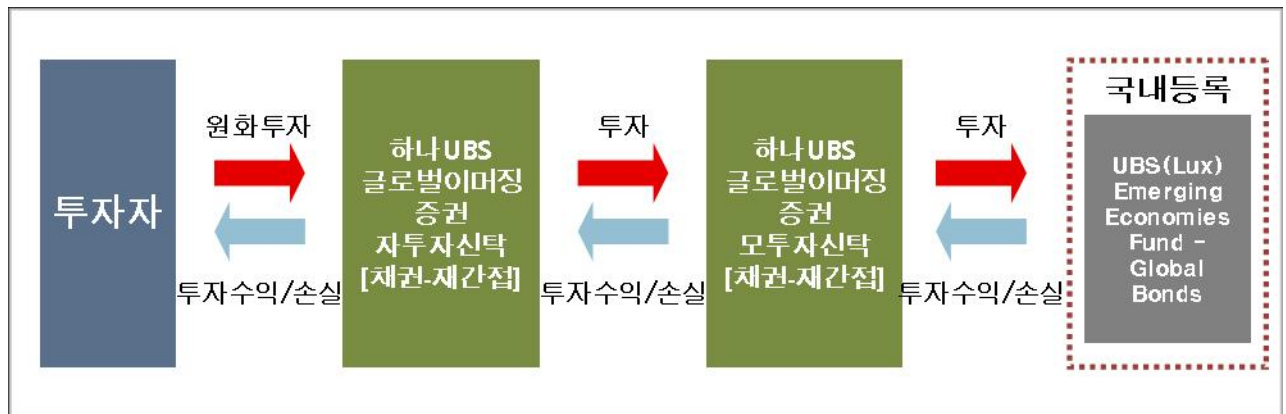 투자자
원화투자
투자수익/손실
하나UBS
글로벌이머징
증권
자투자신탁
[채권-재간접]
투자
투자수익/손실
하나UBS
글로벌이머징
증권
모투자신탁
[채권-재간접]
투자
투자수익/손실
국내등록
UBS(Lux)
Emerging
Economies
Fund –
Global
Bonds